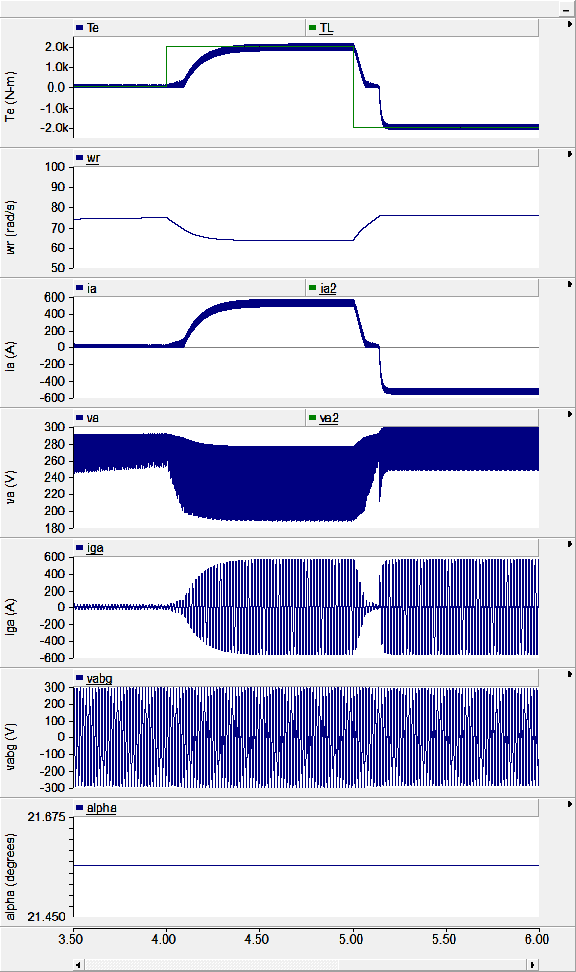 Te TL
2.0k
1.0k
0.0
-1.0k
-2.0k
Te (N-m)
wr
100
90
80
70
60
50
wr (rad/s)
ia ia2
600
400
200
0
-200
-400
-600
ia (A)
va va2
300
280
260
240
220
200
180
va (V)
iga
600
400
200
0
-200
-400
-600
iga (A)
vabg
300
200
100
0
-100
-200
-300
vabg (V)
alpha
21.675
21.450
alpha (degrees)
3.50 4.00 4.50 5.00 5.50 6.00